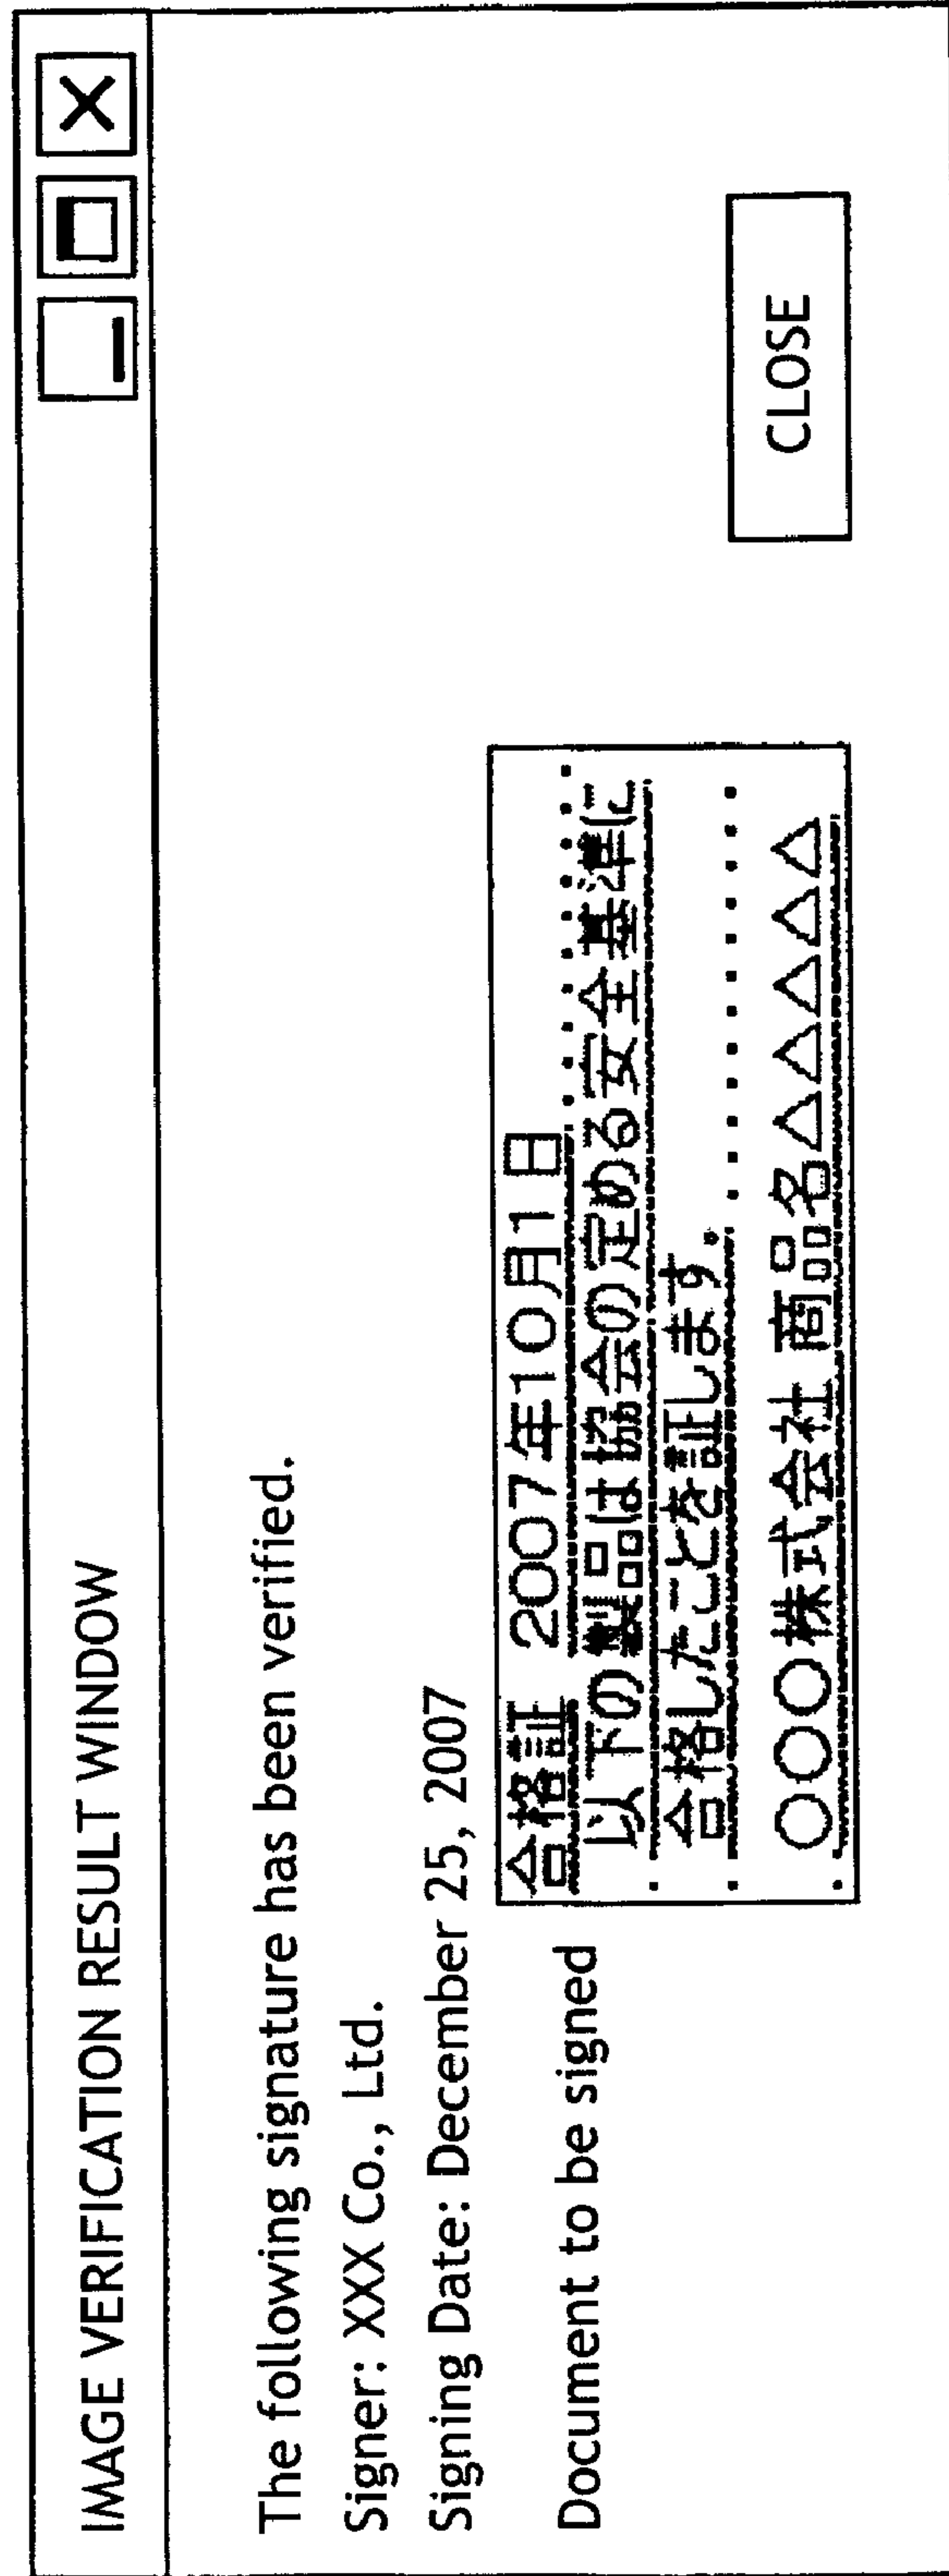 IMAGE VERIFICATION RESULT WINDOW
The following signature has been verified.
Signer: XXX Co., Ltd.
Signing Date: December 25, 2007
Document to be signed
合格証 2007年10月1日
以下の製品は協会の定める安全基準に
合格したことを証します。
○○○株式会社 商品名△△△△△
CLOSE